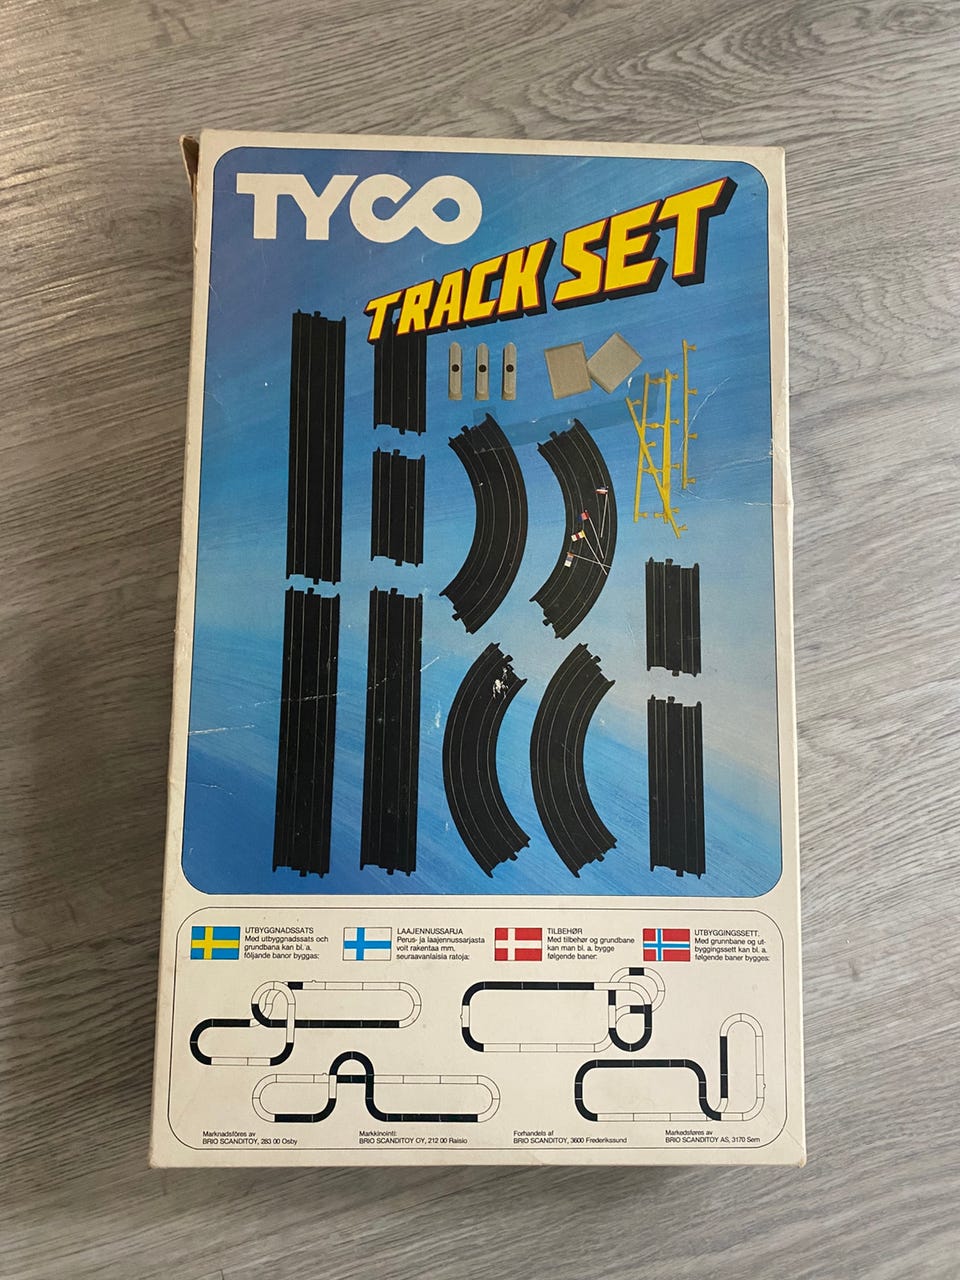 TYCO
TRACK SET
UTBYGGNADSSATS
Med utbyggnadssats och
grundbana kan bl. a.
följande banor byggas:
LAAJENNUSSARJA
Perus- ja laajennussarjasta
voit rakentaa mm.
seuraavanlaisia ratoja:
TILBEHØR
Med tilbehør og grundbane
kan man bl. a. bygge
følgende baner:
UTBYGGINGSSETT.
Med grunnbane og ut-
byggingssett kan bl. a.
følgende baner bygges:
Marknadsföres av
BRIO SCANDITOY, 283 00 Osby
Markkinointi:
BRIO SCANDITOY OY, 212 00 Raisio
Forhandels af
BRIO SCANDITOY, 3600 Frederikssund
Markedsføres av
BRIO SCANDITOY AS, 3170 Sem